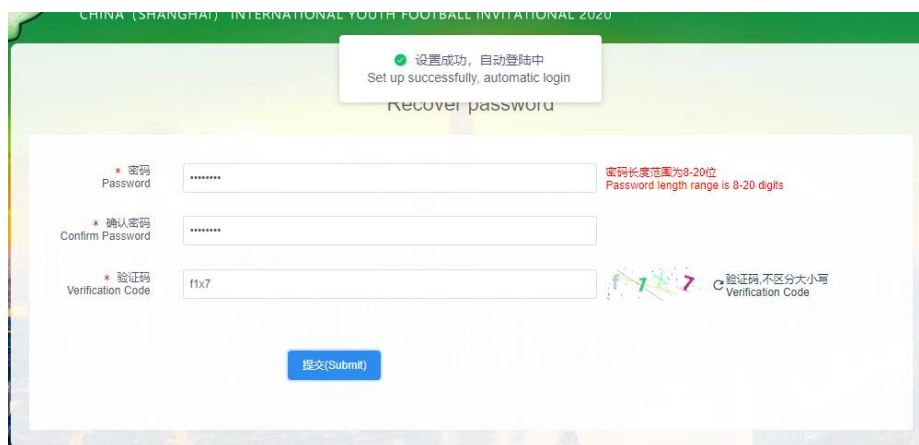 CHINA (SHANGHAI) INTERNATIONAL YOUTH FOOTBALL INVITATIONAL 2020
设置成功，自动登陆中
Set up successfully, automatic login
Recover password
* 密码
Password
••••••••
密码长度范围为8-20位
Password length range is 8-20 digits
* 确认密码
Confirm Password
••••••••
* 验证码
Verification Code
f1x7
f1X7
验证码,不区分大小写
Verification Code
提交(Submit)